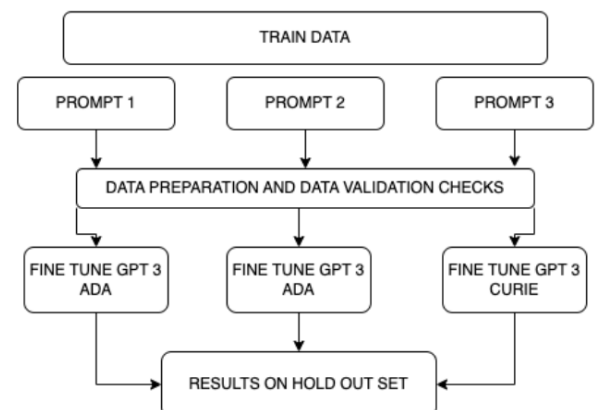 TRAIN DATA
PROMPT 1
PROMPT 2
PROMPT 3
DATA PREPARATION AND DATA VALIDATION CHECKS
FINE TUNE GPT 3
ADA
FINE TUNE GPT 3
ADA
FINE TUNE GPT 3
CURIE
RESULTS ON HOLD OUT SET